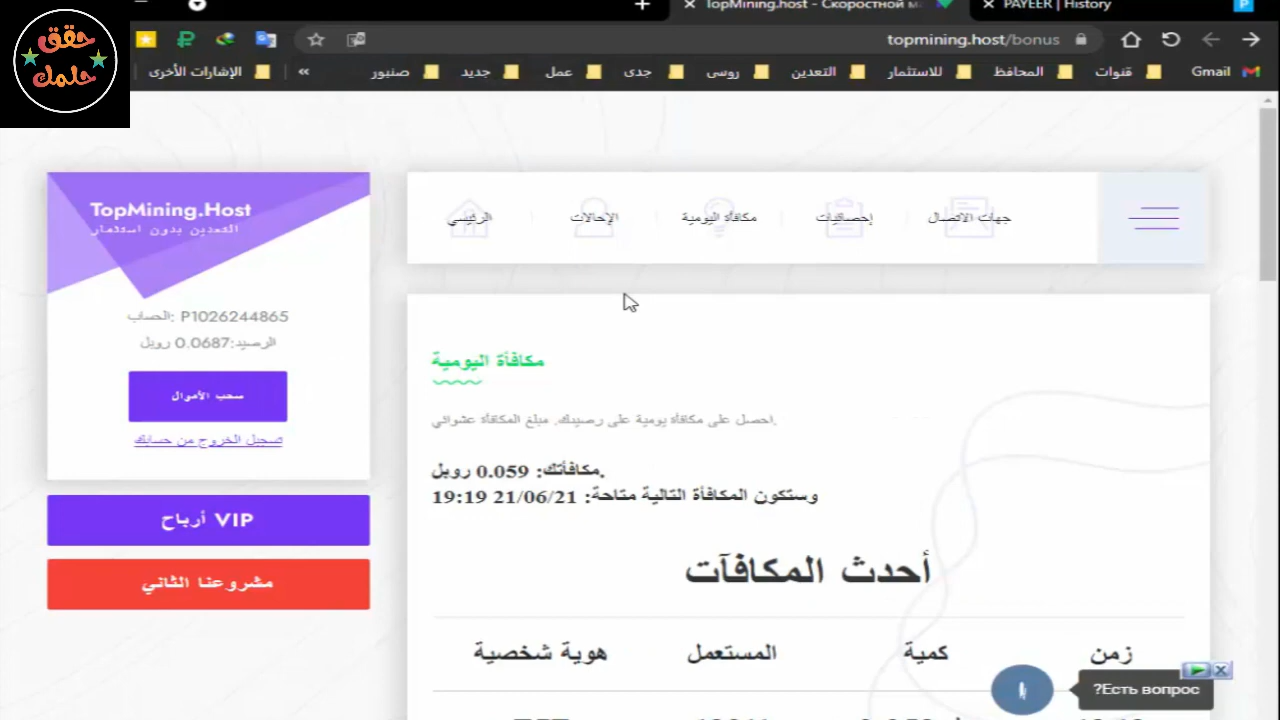 حقق
حلمك
TopMining.host - Скоростной м
PAYEER | History
topmining.host/bonus
Gmail
قنوات
المحافظ
للاستثمار
التعدين
روسى
جدى
عمل
جديد
صنبور
»
الإشارات الأخرى
TopMining.Host
التعدين بدون استثمار
الحساب: P1026244865
الرصيد:0.0687 روبل
سحب الأموال
تسجيل الخروج من حسابك
أرباح VIP
مشروعنا الثاني
الرئيسي
الإحالات
مكافأة اليومية
إحصائيات
جهات الاتصال
مكافأة اليومية
احصل على مكافأة يومية على رصيدك. مبلغ المكافأة عشوائي.
مكافأتك: 0.059 روبل.
وستكون المكافأة التالية متاحة: 21/06/21 19:19
أحدث المكافآت
هوية شخصية
المستعمل
كمية
زمن
Есть вопрос?